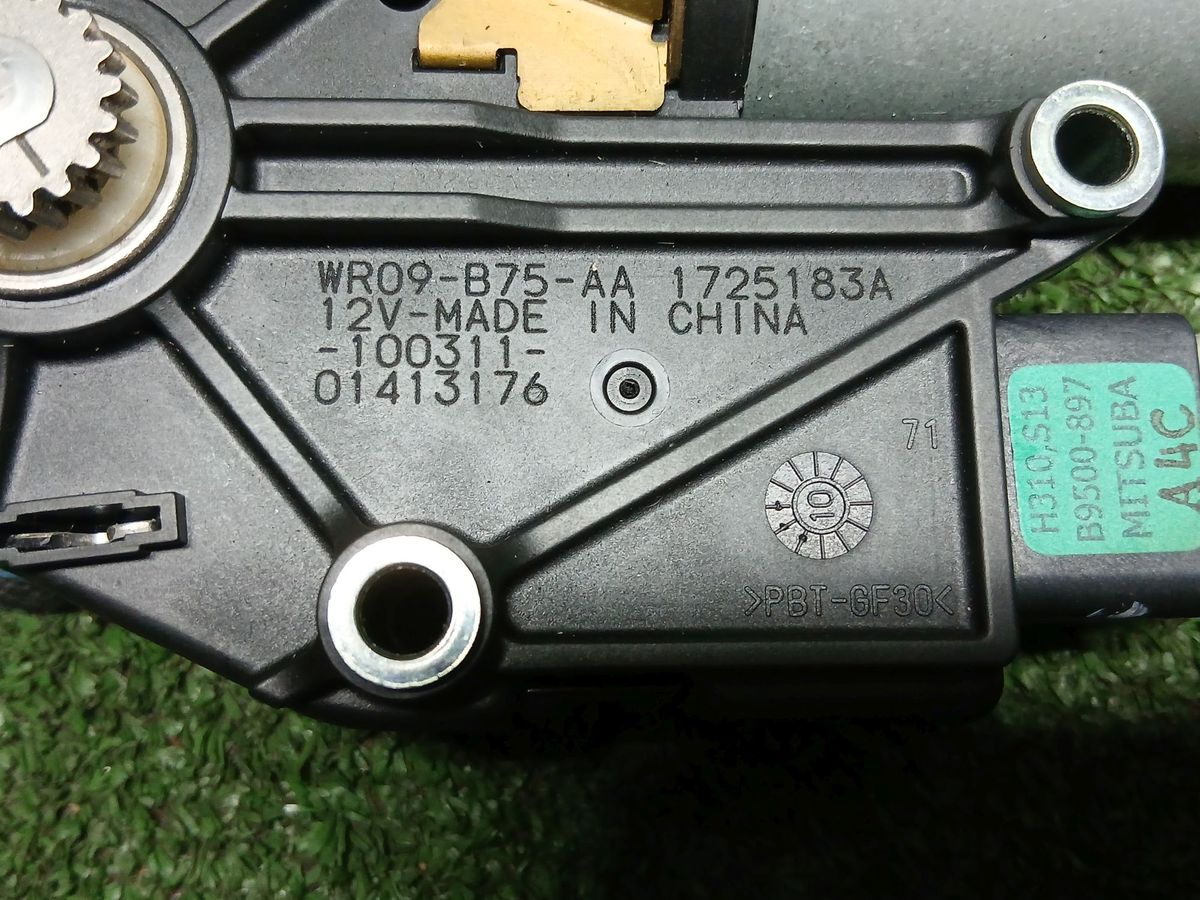 WR09-B75-AA 1725183A
12V-MADE IN CHINA
-100311-
01413176
71
10
>PBT-GF30<
H310,S13
B9500-897
MITSUBA
A4C